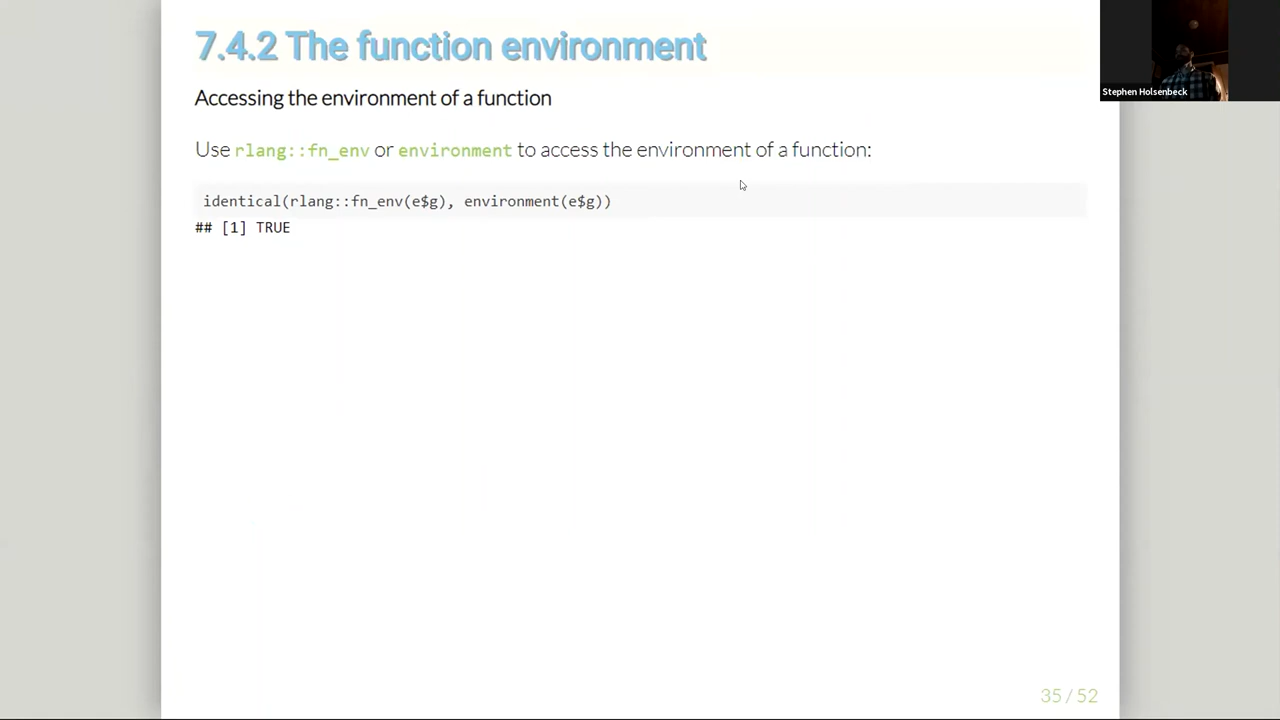 7.4.2 The function environment
Stephen Holsenbeck
Accessing the environment of a function
Use rlang::fn_env or environment to access the environment of a function:
identical(rlang::fn_env(e$g), environment(e$g))
## [1] TRUE
35 / 52